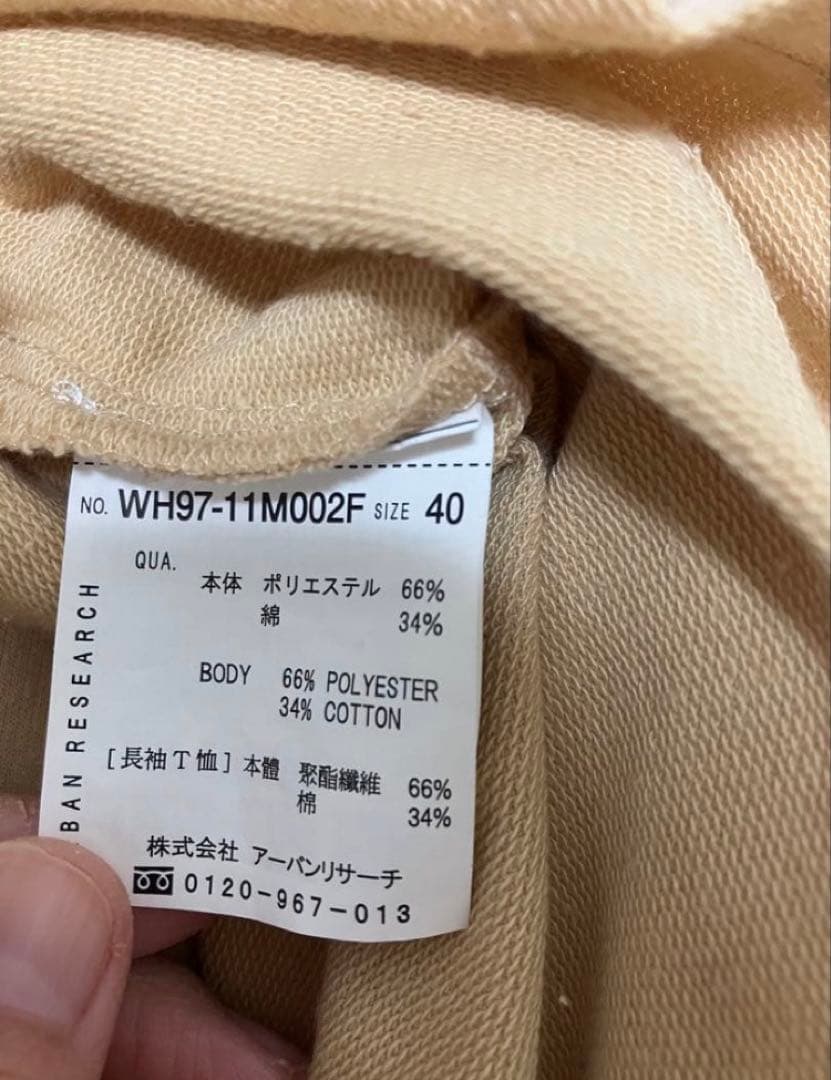 NO. WH97-11M002F SIZE 40
QUA.
本体 ポリエステル 66%
綿 34%
BODY 66% POLYESTER
34% COTTON
[長袖T恤] 本體 聚酯纖維 66%
棉 34%
株式会社 アーバンリサーチ
0120-967-013
BAN RESEARCH